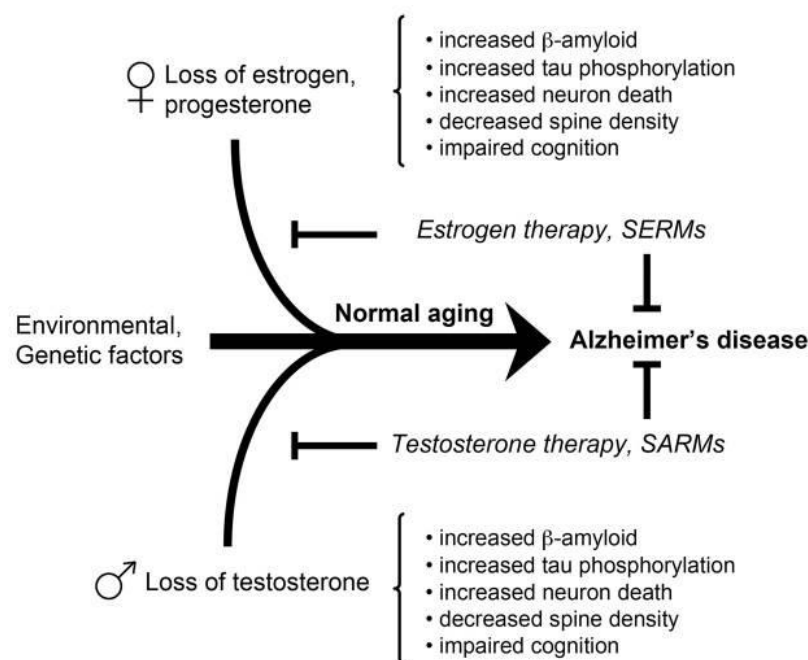 Loss of estrogen,
progesterone
• increased β-amyloid
• increased tau phosphorylation
• increased neuron death
• decreased spine density
• impaired cognition
Estrogen therapy, SERMs
Environmental,
Genetic factors
Normal aging
Alzheimer’s disease
Testosterone therapy, SARMs
Loss of testosterone
• increased β-amyloid
• increased tau phosphorylation
• increased neuron death
• decreased spine density
• impaired cognition